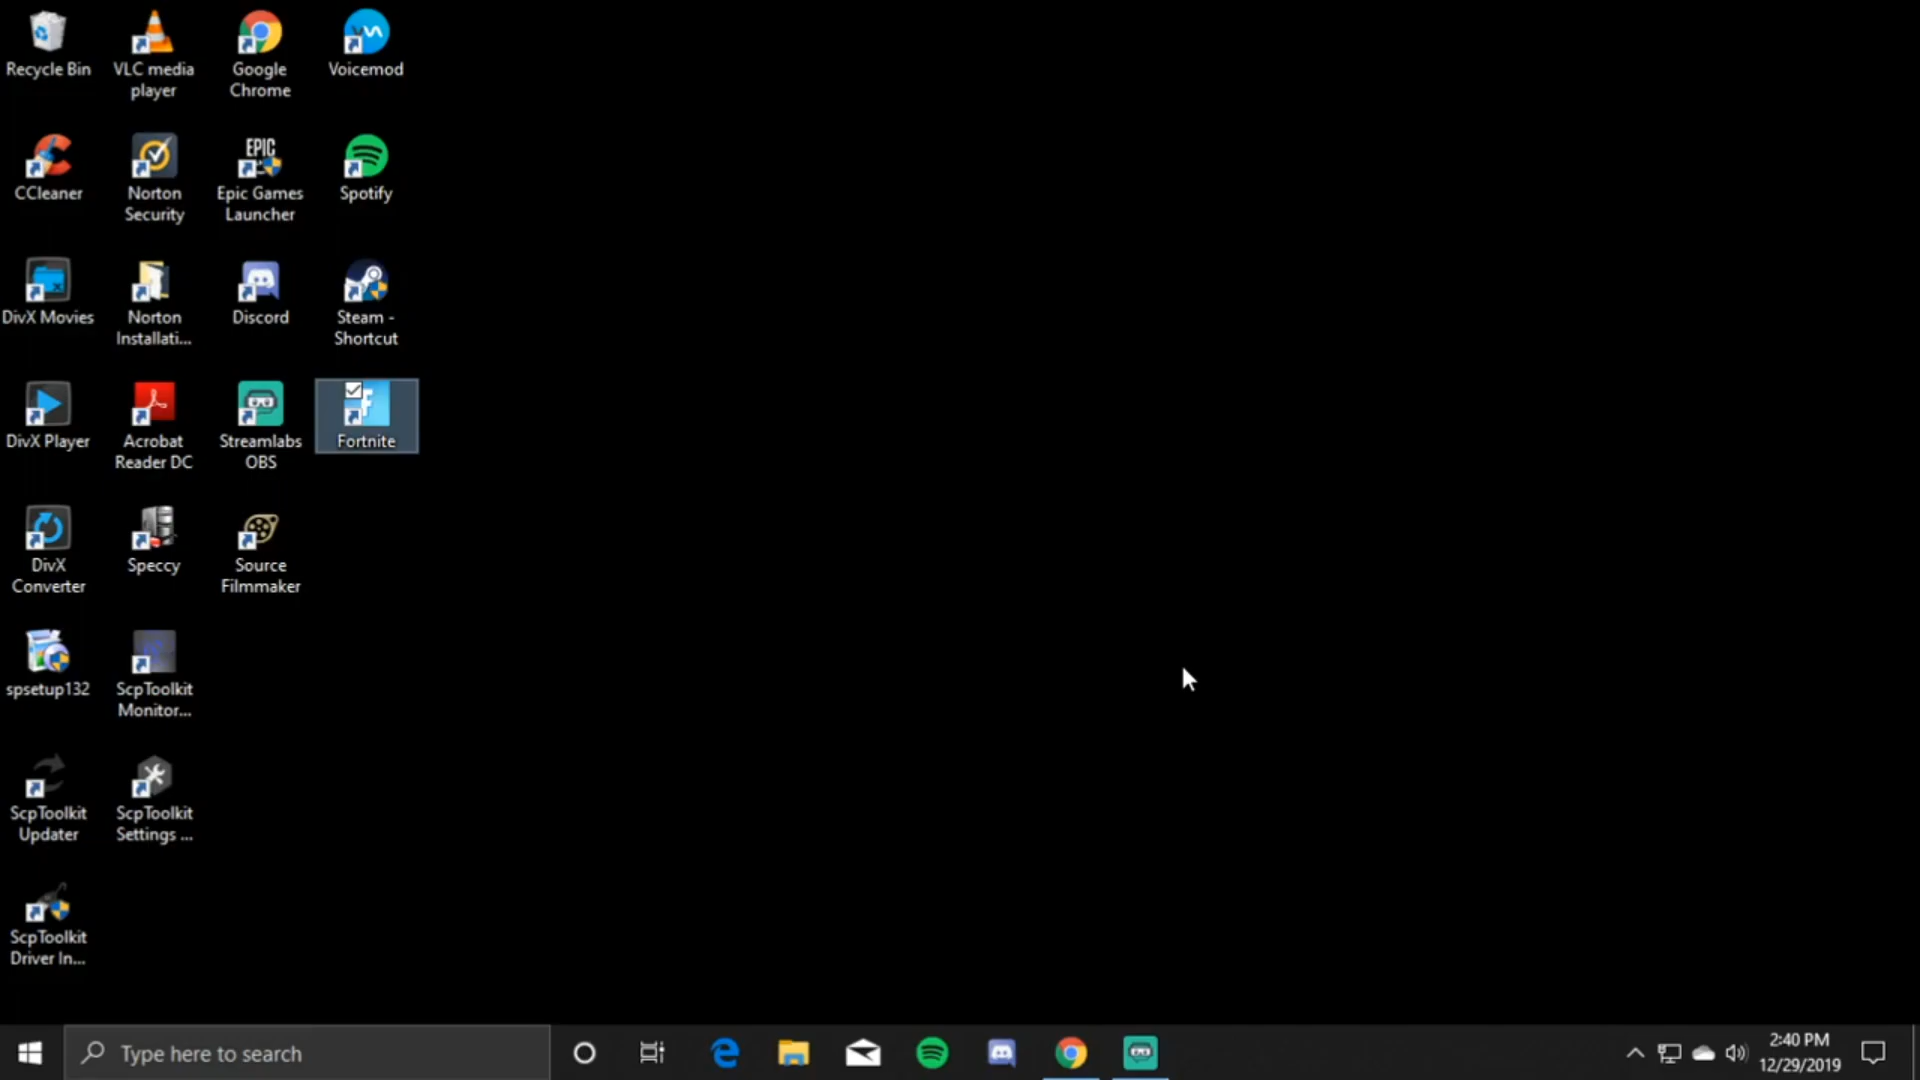 Recycle Bin
VLC media
player
Google
Chrome
Voicemod
CCleaner
Norton
Security
EPIC
Epic Games
Launcher
Spotify
DivX Movies
Norton
Installati...
Discord
Steam -
Shortcut
DivX Player
Acrobat
Reader DC
Streamlabs
OBS
F
Fortnite
DivX
Converter
Speccy
Source
Filmmaker
spsetup132
ScpToolkit
Monitor...
ScpToolkit
Updater
ScpToolkit
Settings ...
ScpToolkit
Driver In...
Type here to search
2:40 PM
12/29/2019